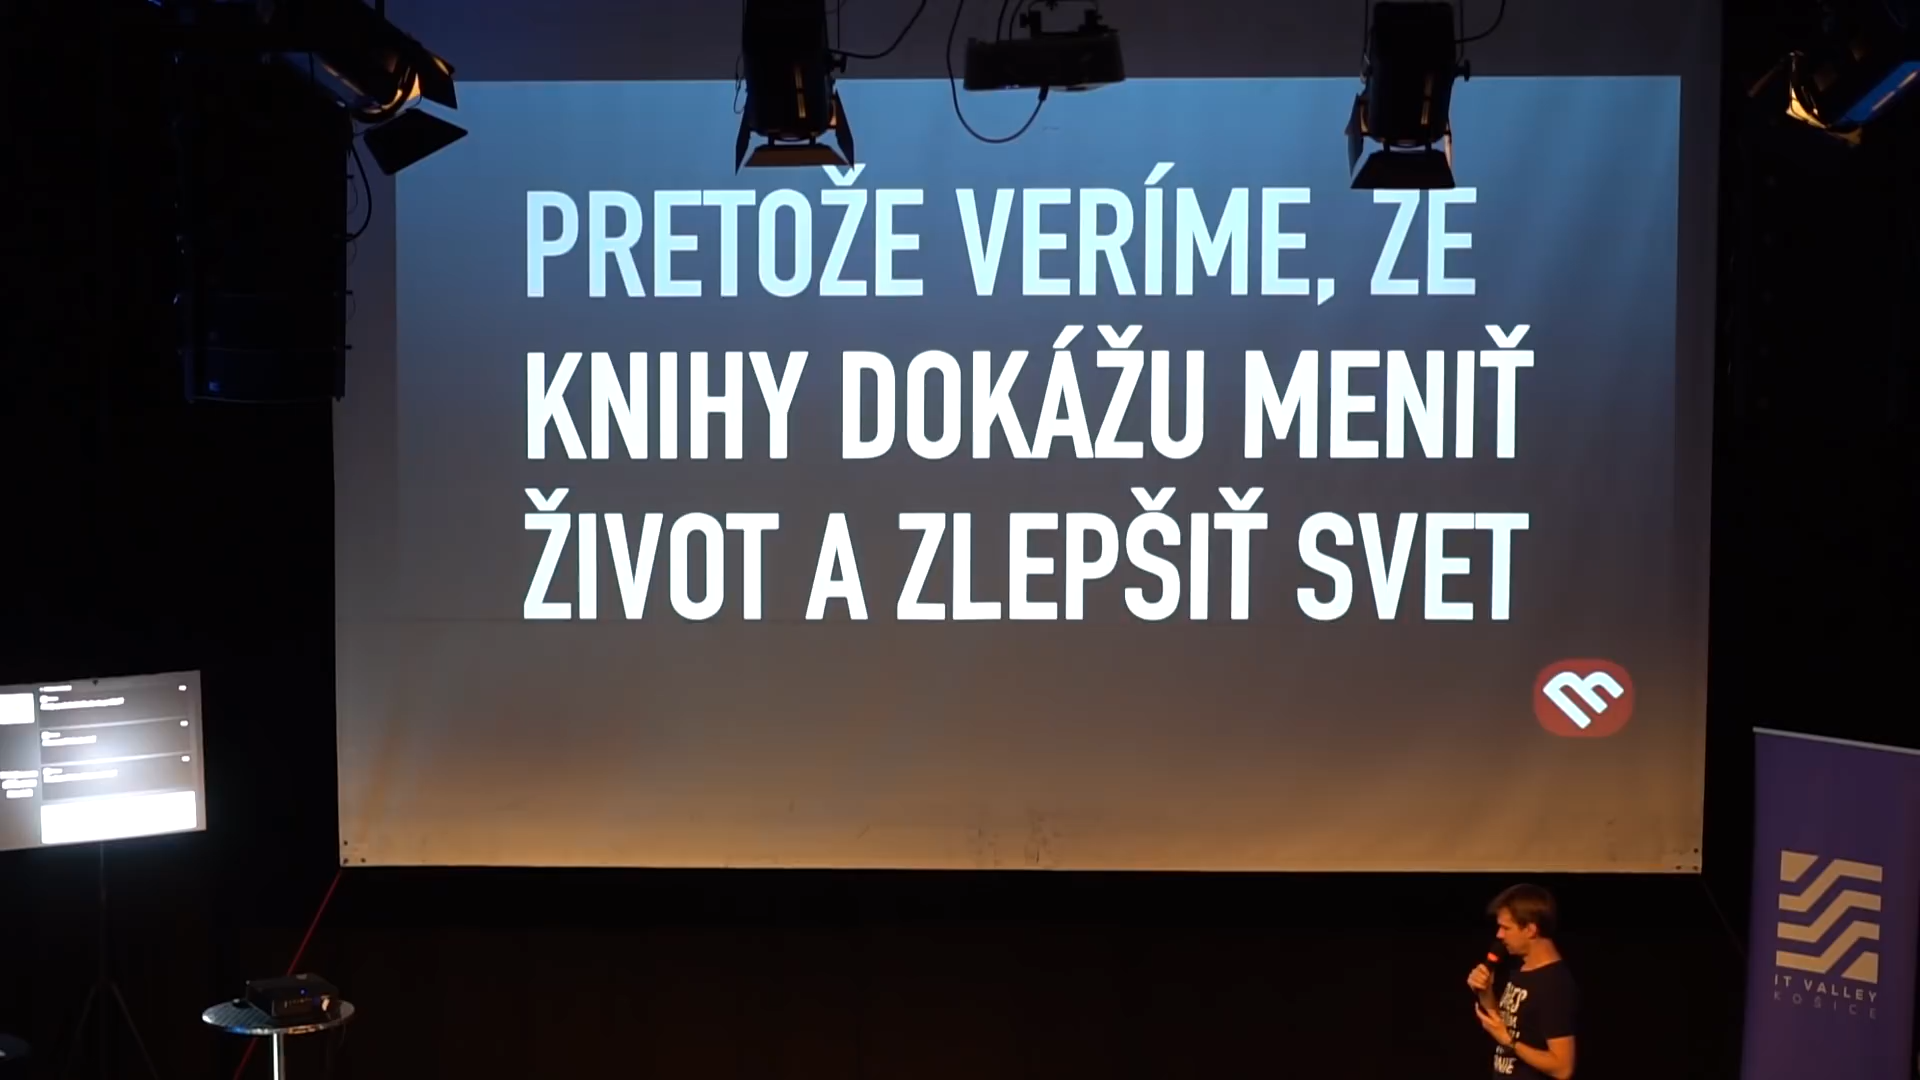 PRETOŽE VERÍME, ZE
KNIHY DOKÁŽU MENIŤ
ŽIVOT A ZLEPŠIŤ SVET
IT VALLEY
KOŠICE